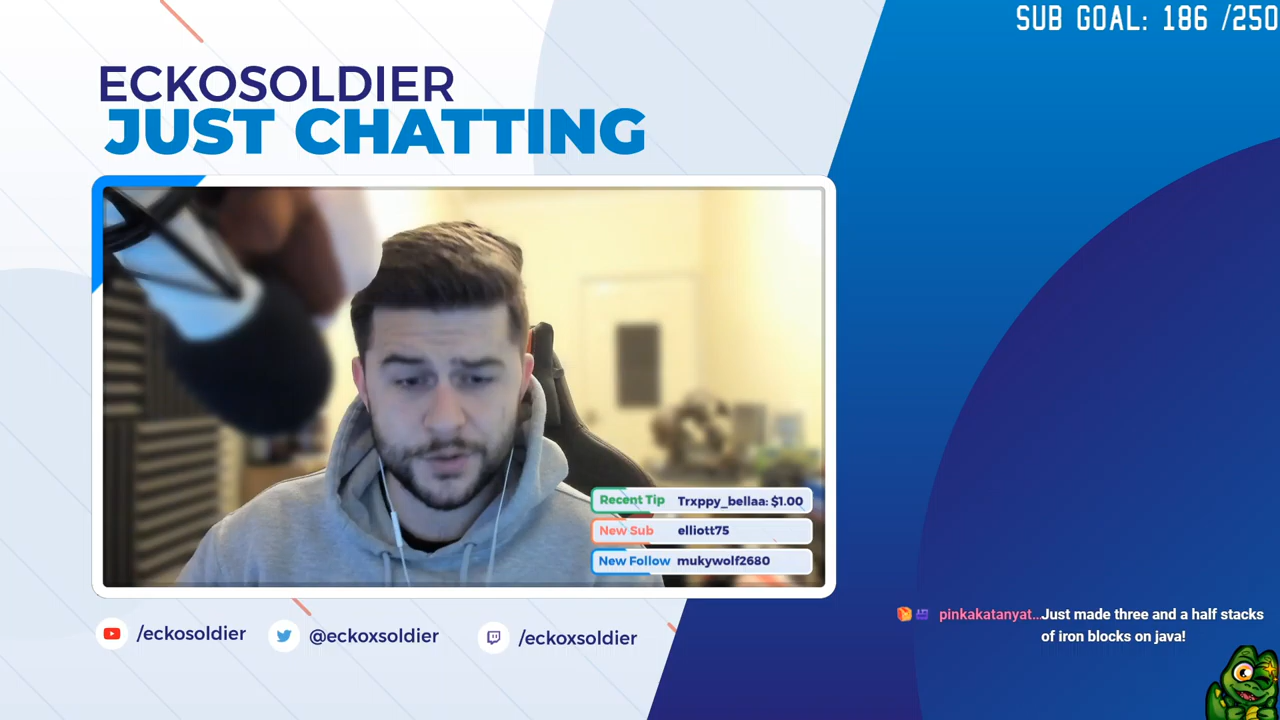 SUB GOAL: 186 /250
ECKOSOLDIER
JUST CHATTING
Recent Tip Trxppy_bellaa: $1.00
New Sub elliott75
New Follow mukywolf2680
/eckosoldier @eckoxsoldier /eckoxsoldier
pinkakatanyat... Just made three and a half stacks
of iron blocks on java!